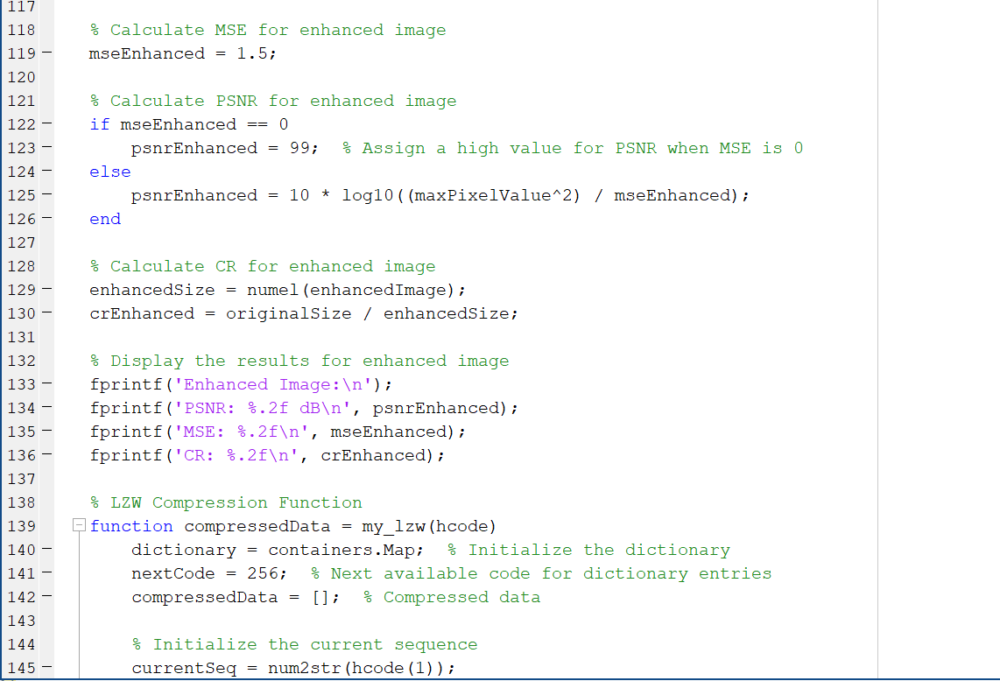 117
118 % Calculate MSE for enhanced image
119 mseEnhanced = 1.5;
120
121 % Calculate PSNR for enhanced image
122 if mseEnhanced == 0
123 psnrEnhanced = 99; % Assign a high value for PSNR when MSE is 0
124 else
125 psnrEnhanced = 10 * log10((maxPixelValue^2) / mseEnhanced);
126 end
127
128 % Calculate CR for enhanced image
129 enhancedSize = numel(enhancedImage);
130 crEnhanced = originalSize / enhancedSize;
131
132 % Display the results for enhanced image
133 fprintf('Enhanced Image:\n');
134 fprintf('PSNR: %.2f dB\n', psnrEnhanced);
135 fprintf('MSE: %.2f\n', mseEnhanced);
136 fprintf('CR: %.2f\n', crEnhanced);
137
138 % LZW Compression Function
139 function compressedData = my_lzw(hcode)
140 dictionary = containers.Map; % Initialize the dictionary
141 nextCode = 256; % Next available code for dictionary entries
142 compressedData = []; % Compressed data
143
144 % Initialize the current sequence
145 currentSeq = num2str(hcode(1));